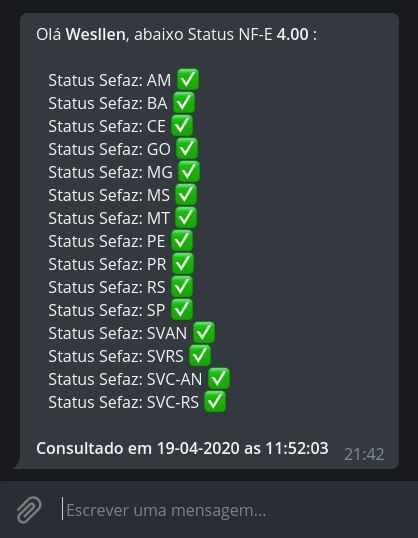 Olá Wesllen, abaixo Status NF-E 4.00 :
Status Sefaz: AM ✅
Status Sefaz: BA ✅
Status Sefaz: CE ✅
Status Sefaz: GO ✅
Status Sefaz: MG ✅
Status Sefaz: MS ✅
Status Sefaz: MT ✅
Status Sefaz: PE ✅
Status Sefaz: PR ✅
Status Sefaz: RS ✅
Status Sefaz: SP ✅
Status Sefaz: SVAN ✅
Status Sefaz: SVRS ✅
Status Sefaz: SVC-AN ✅
Status Sefaz: SVC-RS ✅
Consultado em 19-04-2020 as 11:52:03 21:42
Escrever uma mensagem...